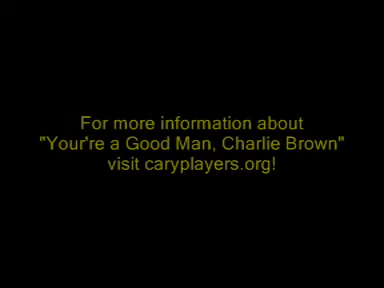 For more information about
"Your're a Good Man, Charlie Brown"
visit caryplayers.org!